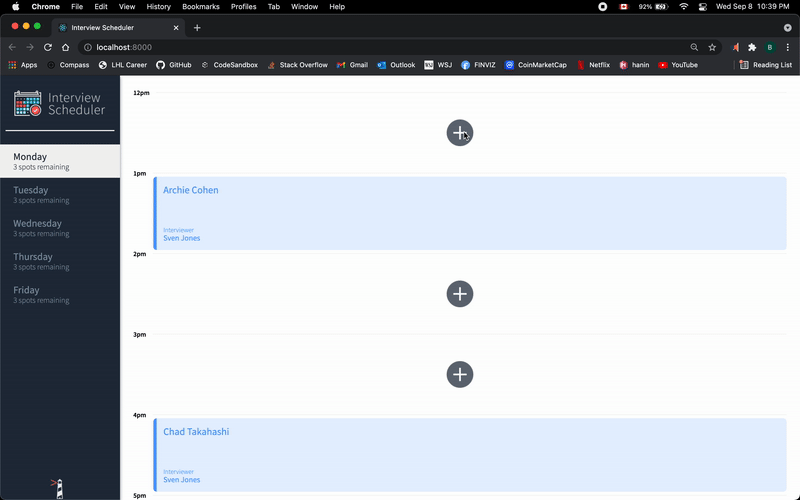 Chrome File Edit View History Bookmarks Profiles Tab Window Help 92% Wed Sep 8 10:39 PM
Interview Scheduler
localhost:8000 B
Apps Compass LHL Career GitHub CodeSandbox Stack Overflow Gmail Outlook WSJ FINVIZ CoinMarketCap Netflix hanin YouTube Reading List
Interview
Scheduler
Monday
3 spots remaining
Tuesday
3 spots remaining
Wednesday
3 spots remaining
Thursday
3 spots remaining
Friday
3 spots remaining
12pm
1pm
Archie Cohen
Interviewer
Sven Jones
2pm
3pm
4pm
Chad Takahashi
Interviewer
Sven Jones
5pm